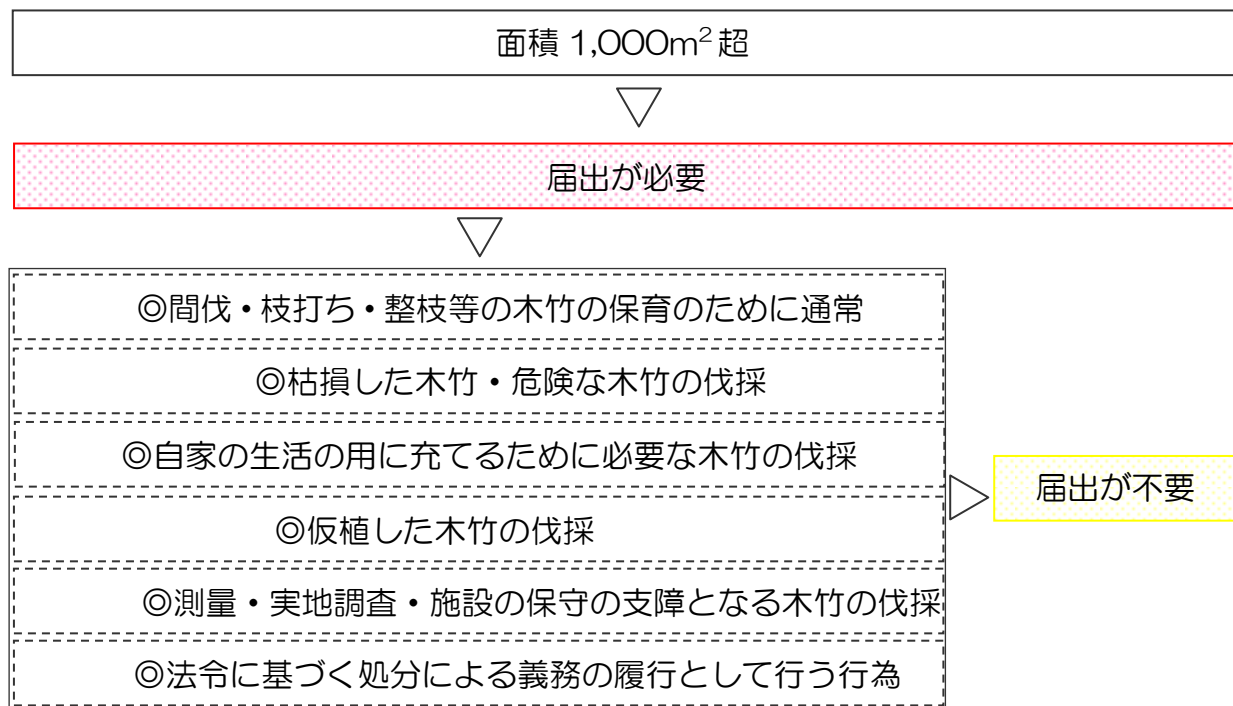 面積 1,000m²超
届出が必要
◎間伐・枝打ち・整枝等の木竹の保育のために通常
◎枯損した木竹・危険な木竹の伐採
◎自家の生活の用に充てるために必要な木竹の伐採
届出が不要
◎仮植した木竹の伐採
◎測量・実地調査・施設の保守の支障となる木竹の伐採
◎法令に基づく処分による義務の履行として行う行為